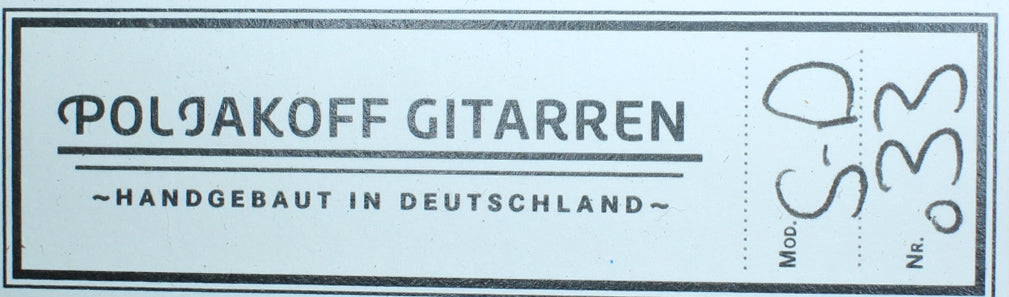 POLJAKOFF GITARREN
~HANDGEBAUT IN DEUTSCHLAND~
MOD. S-D
NR. 033